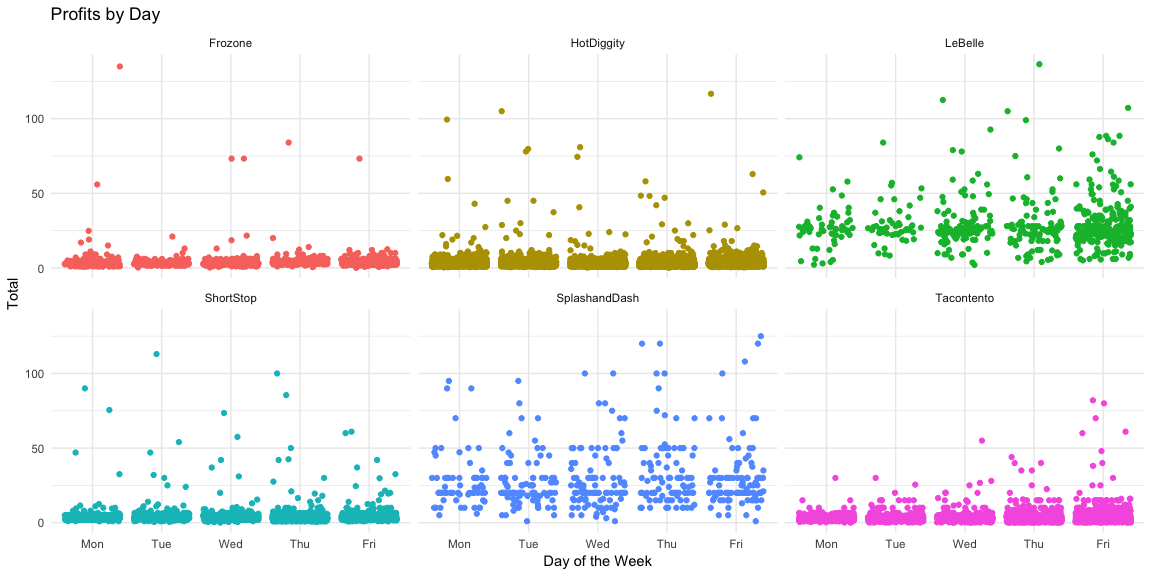 Profits by Day
Frozone HotDiggity LeBelle
100
50
0
ShortStop SplashandDash Tacontento
100
50
0
Total
Mon Tue Wed Thu Fri Mon Tue Wed Thu Fri Mon Tue Wed Thu Fri
Day of the Week